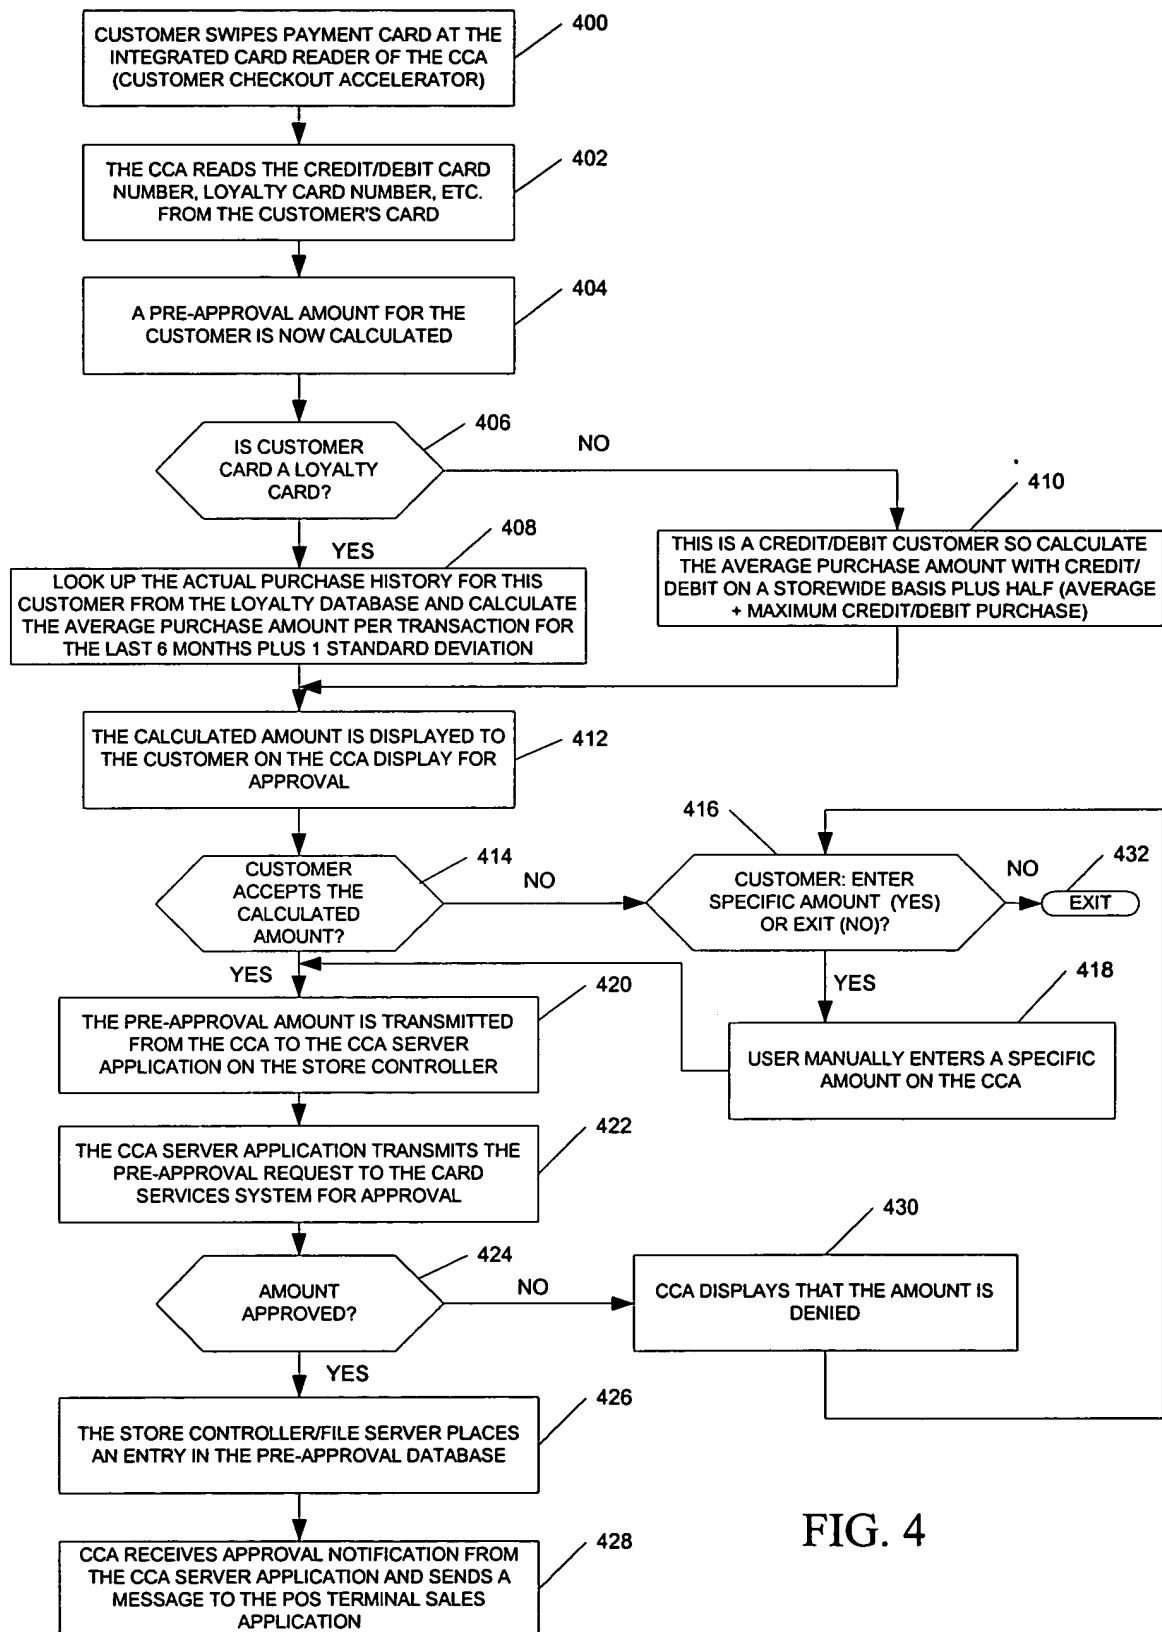 CUSTOMER SWIPES PAYMENT CARD AT THE
INTEGRATED CARD READER OF THE CCA
(CUSTOMER CHECKOUT ACCELERATOR)
400
THE CCA READS THE CREDIT/DEBIT CARD
NUMBER, LOYALTY CARD NUMBER, ETC.
FROM THE CUSTOMER'S CARD
402
A PRE-APPROVAL AMOUNT FOR THE
CUSTOMER IS NOW CALCULATED
404
IS CUSTOMER
CARD A LOYALTY
CARD?
406
NO
YES
408
LOOK UP THE ACTUAL PURCHASE HISTORY FOR THIS
CUSTOMER FROM THE LOYALTY DATABASE AND CALCULATE
THE AVERAGE PURCHASE AMOUNT PER TRANSACTION FOR
THE LAST 6 MONTHS PLUS 1 STANDARD DEVIATION
410
THIS IS A CREDIT/DEBIT CUSTOMER SO CALCULATE
THE AVERAGE PURCHASE AMOUNT WITH CREDIT/
DEBIT ON A STOREWIDE BASIS PLUS HALF (AVERAGE
+ MAXIMUM CREDIT/DEBIT PURCHASE)
THE CALCULATED AMOUNT IS DISPLAYED TO
THE CUSTOMER ON THE CCA DISPLAY FOR
APPROVAL
412
CUSTOMER
ACCEPTS THE
CALCULATED
AMOUNT?
414
NO
YES
416
CUSTOMER: ENTER
SPECIFIC AMOUNT (YES)
OR EXIT (NO)?
NO
432
EXIT
YES
418
USER MANUALLY ENTERS A SPECIFIC
AMOUNT ON THE CCA
420
THE PRE-APPROVAL AMOUNT IS TRANSMITTED
FROM THE CCA TO THE CCA SERVER
APPLICATION ON THE STORE CONTROLLER
422
THE CCA SERVER APPLICATION TRANSMITS THE
PRE-APPROVAL REQUEST TO THE CARD
SERVICES SYSTEM FOR APPROVAL
424
AMOUNT
APPROVED?
NO
YES
430
CCA DISPLAYS THAT THE AMOUNT IS
DENIED
426
THE STORE CONTROLLER/FILE SERVER PLACES
AN ENTRY IN THE PRE-APPROVAL DATABASE
428
CCA RECEIVES APPROVAL NOTIFICATION FROM
THE CCA SERVER APPLICATION AND SENDS A
MESSAGE TO THE POS TERMINAL SALES
APPLICATION
FIG. 4